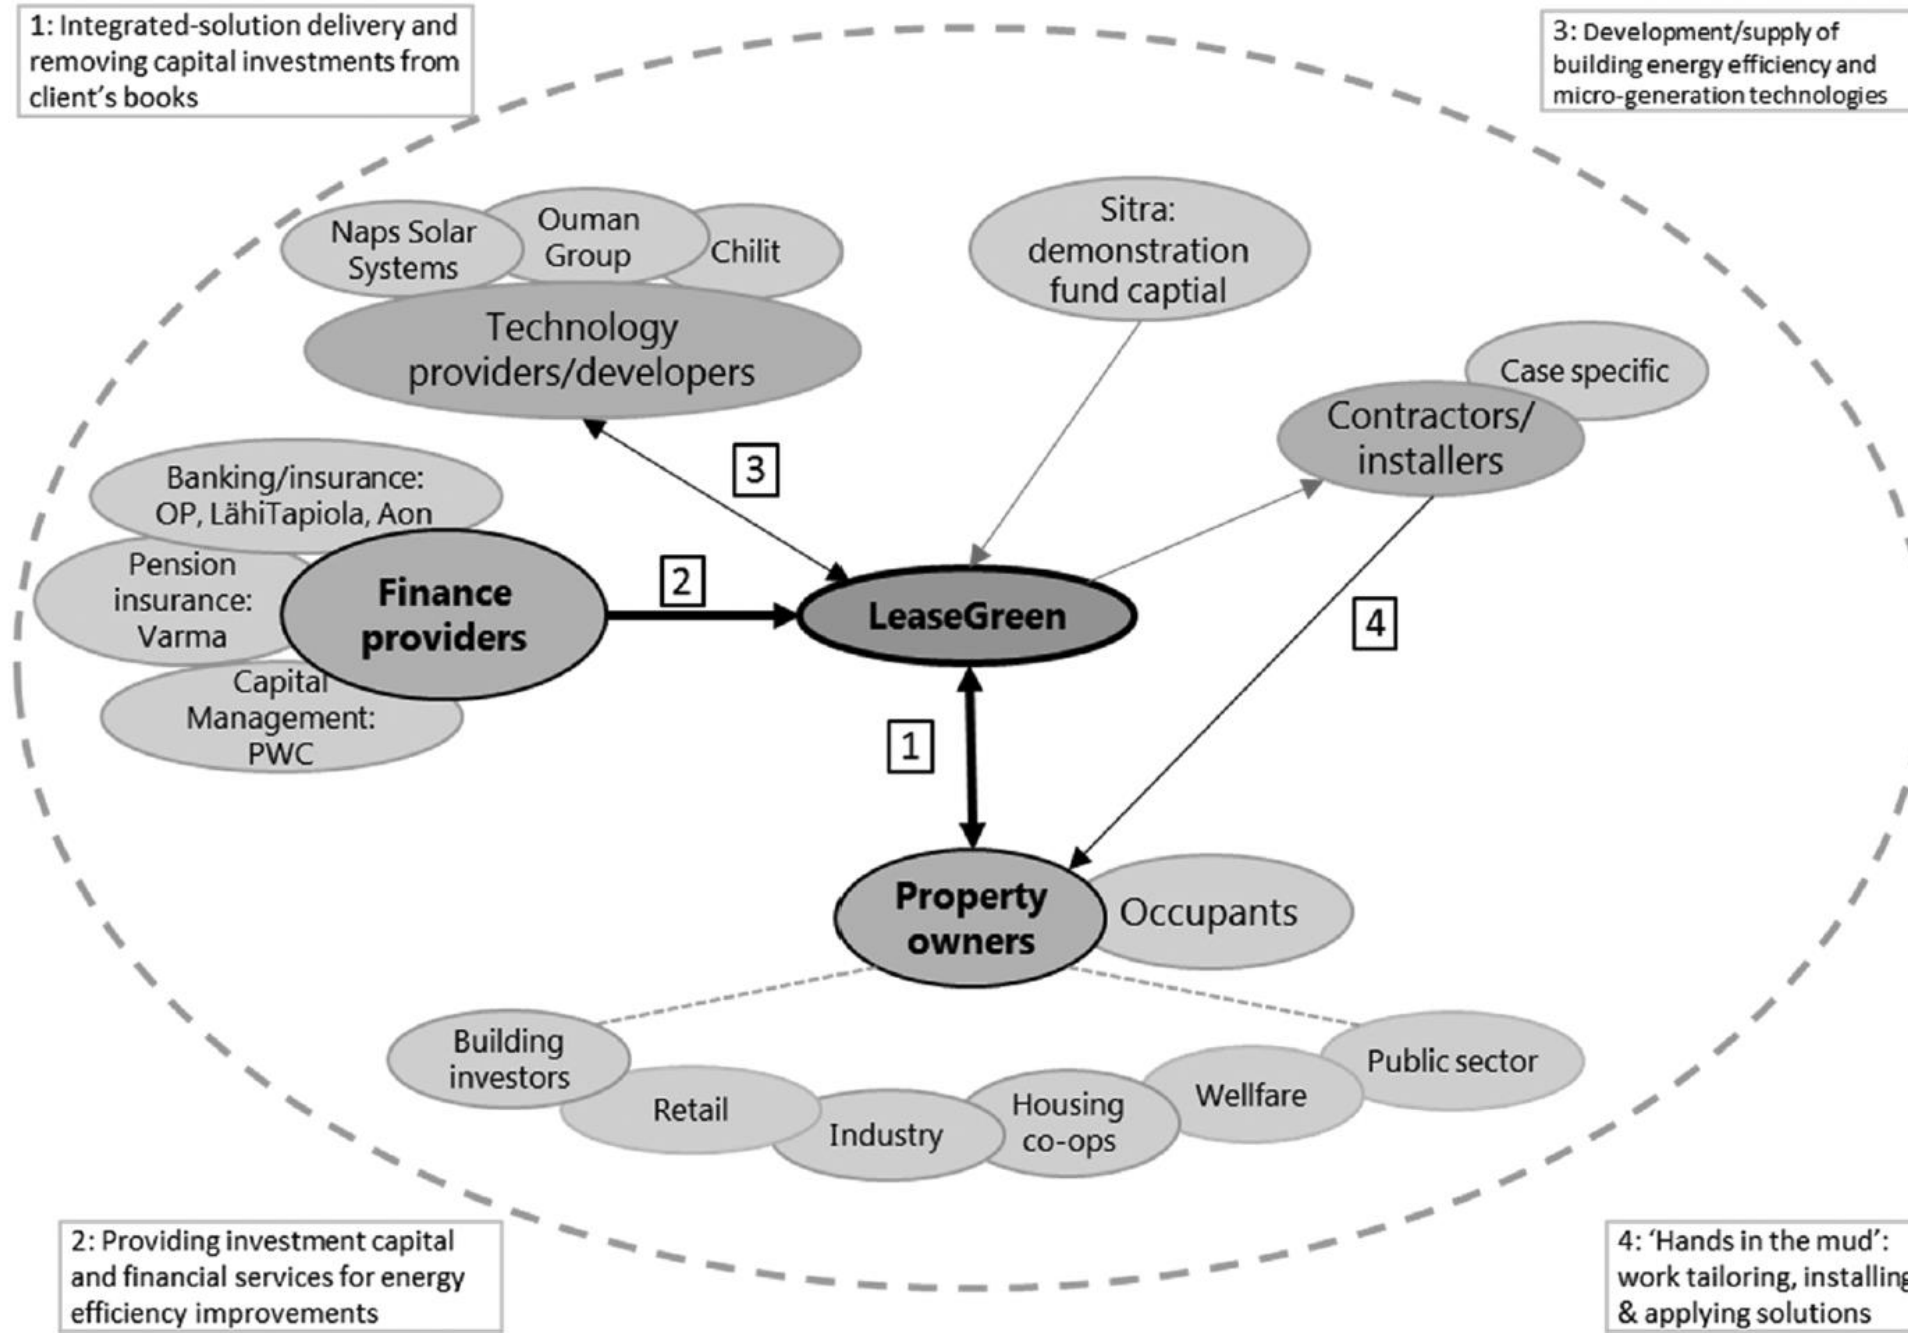 1: Integrated-solution delivery and
removing capital investments from
client's books
3: Development/supply of
building energy efficiency and
micro-generation technologies
Naps Solar
Systems
Ouman
Group
Chilit
Technology
providers/developers
Sitra:
demonstration
fund captial
Case specific
Contractors/
installers
3
Banking/insurance:
OP, LähiTapiola, Aon
Pension
insurance:
Varma
Capital
Management:
PWC
Finance
providers
2
LeaseGreen
4
1
Property
owners
Occupants
Building
investors
Retail
Industry
Housing
co-ops
Wellfare
Public sector
2: Providing investment capital
and financial services for energy
efficiency improvements
4: ‘Hands in the mud’:
work tailoring, installing
& applying solutions